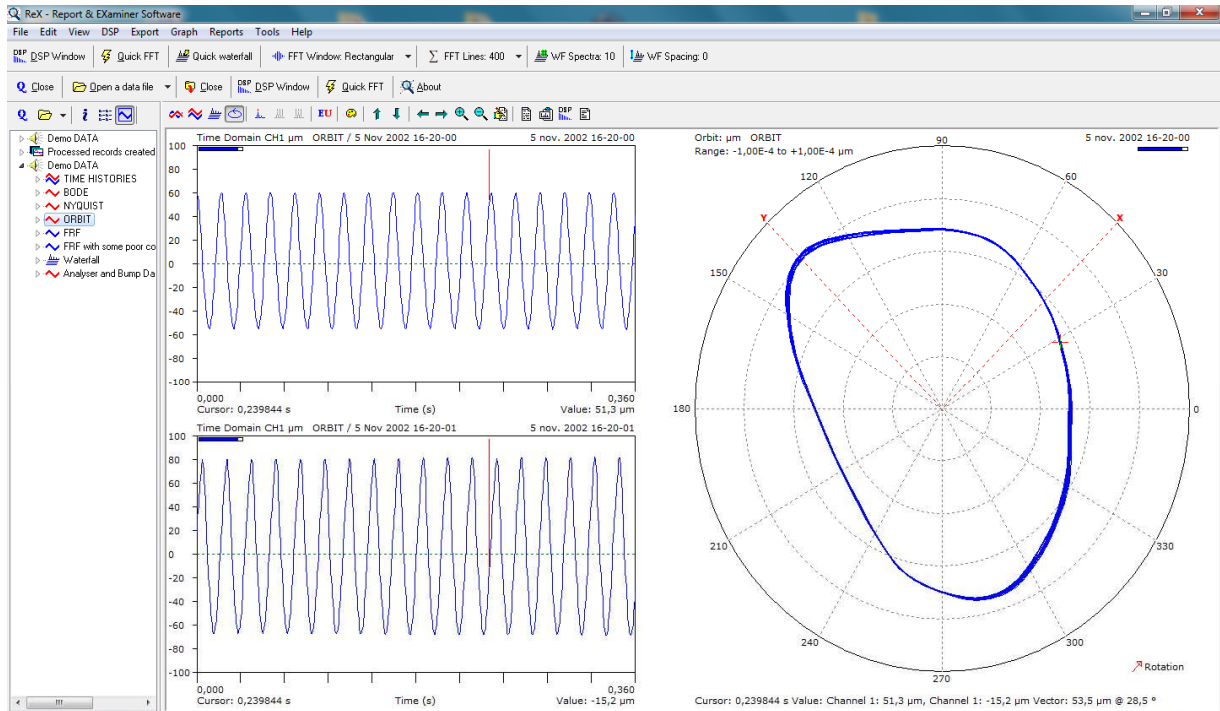 ReX - Report & EXaminer Software
File Edit View DSP Export Graph Reports Tools Help
DSP DSP Window Quick FFT Quick waterfall FFT Window: Rectangular FFT Lines: 400 WF Spectra: 10 WF Spacing: 0
Close Open a data file Close DSP DSP Window Quick FFT About
EU DSP
Demo DATA
Processed records created
Demo DATA
TIME HISTORIES
BODE
NYQUIST
ORBIT
FRF
FRF with some poor co
Waterfall
Analyser and Bump Da
Time Domain CH1 µm ORBIT / 5 Nov 2002 16-20-00 5 nov. 2002 16-20-00
100
80
60
40
20
0
-20
-40
-60
-80
-100
0,000 0,360
Cursor: 0,239844 s Time (s) Value: 51,3 µm
Time Domain CH1 µm ORBIT / 5 Nov 2002 16-20-01 5 nov. 2002 16-20-01
100
80
60
40
20
0
-20
-40
-60
-80
-100
0,000 0,360
Cursor: 0,239844 s Time (s) Value: -15,2 µm
Orbit: µm ORBIT 5 nov. 2002 16-20-00
Range: -1,00E-4 to +1,00E-4 µm
90
120 60
Y X
150 30
180 0
210 330
240 300
270
Rotation
Cursor: 0,239844 s Value: Channel 1: 51,3 µm, Channel 1: -15,2 µm Vector: 53,5 µm @ 28,5 °